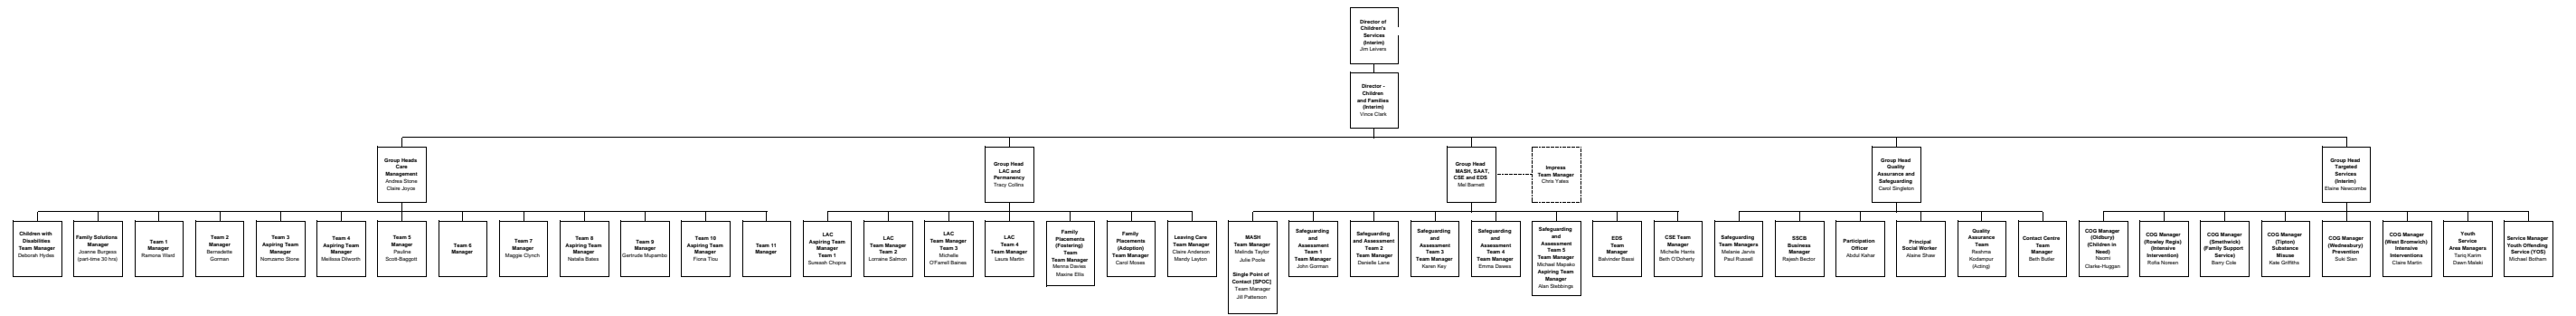 Director of
Children's
Services
(Interim)
Jim Leivers
Director -
Children
and Families
(Interim)
Vince Clark
Group Heads
Care
Management
Andrea Stone
Claire Joyce
Group Head
LAC and
Permanency
Tracy Collins
Group Head
MASH, SAAT,
CSE and EDS
Mel Barnett
Impress
Team Manager
Chris Yates
Group Head
Quality
Assurance and
Safeguarding
Carol Singleton
Group Head
Targeted
Services
(Interim)
Elaine Newcombe
Children with
Disabilities
Team Manager
Deborah Hydes
Family Solutions
Manager
Joanne Burgess
(part-time 30 hrs)
Team 1
Manager
Ramona Ward
Team 2
Manager
Bernedette
Gorman
Team 3
Aspiring Team
Manager
Nomzamo Stone
Team 4
Aspiring Team
Manager
Melissa Dilworth
Team 5
Manager
Pauline
Scott-Baggott
Team 6
Manager
Team 7
Manager
Maggie Clynch
Team 8
Aspiring Team
Manager
Natalia Bates
Team 9
Manager
Gertrude Mupambo
Team 10
Aspiring Team
Manager
Fiona Tisu
Team 11
Manager
LAC
Aspiring Team
Manager
Team 1
Sureash Chopra
LAC
Team Manager
Team 2
Lorraine Salmon
LAC
Team Manager
Team 3
Michelle
O'Farrell Baines
LAC
Team 4
Team Manager
Laura Martin
Family
Placements
(Fostering)
Team
Team Manager
Menna Davies
Maxine Ellis
Family
Placements
(Adoption)
Team Manager
Carol Moses
Leaving Care
Team Manager
Claire Anderson
Mandy Layton
MASH
Team Manager
Melinda Taylor
Julie Poole
Single Point of
Contact [SPOC]
Team Manager
Jill Patterson
Safeguarding
and
Assessment
Team 1
Team Manager
John Gorman
Safeguarding
and Assessment
Team 2
Team Manager
Danielle Lane
Safeguarding
and
Assessment
Team 3
Team Manager
Karen Key
Safeguarding
and
Assessment
Team 4
Team Manager
Emma Dawes
Safeguarding
and
Assessment
Team 5
Team Manager
Michael Mapako
Aspiring Team
Manager
Alan Stebbings
EDS
Team
Manager
Balvinder Bassi
CSE Team
Manager
Michelle Harris
Beth O'Doherty
Safeguarding
Team Managers
Melanie Jarvis
Paul Russell
SSCB
Business
Manager
Rajesh Bector
Participation
Officer
Abdul Kahar
Principal
Social Worker
Alaine Shaw
Quality
Assurance
Team
Reshma
Kodampur
(Acting)
Contact Centre
Team
Manager
Beth Butler
COG Manager
(Oldbury)
(Children in
Need)
Naomi
Clarke-Huggan
COG Manager
(Rowley Regis)
(Intensive
Intervention)
Rofia Noreen
COG Manager
(Smethwick)
(Family Support
Service)
Barry Cole
COG Manager
(Tipton)
Substance
Misuse
Kate Griffiths
COG Manager
(Wednesbury)
Prevention
Suki Sian
COG Manager
(West Bromwich)
Intensive
Interventions
Claire Martin
Youth
Service
Area Managers
Tariq Karim
Dawn Maleki
Service Manager
Youth Offending
Service (YOS)
Michael Botham